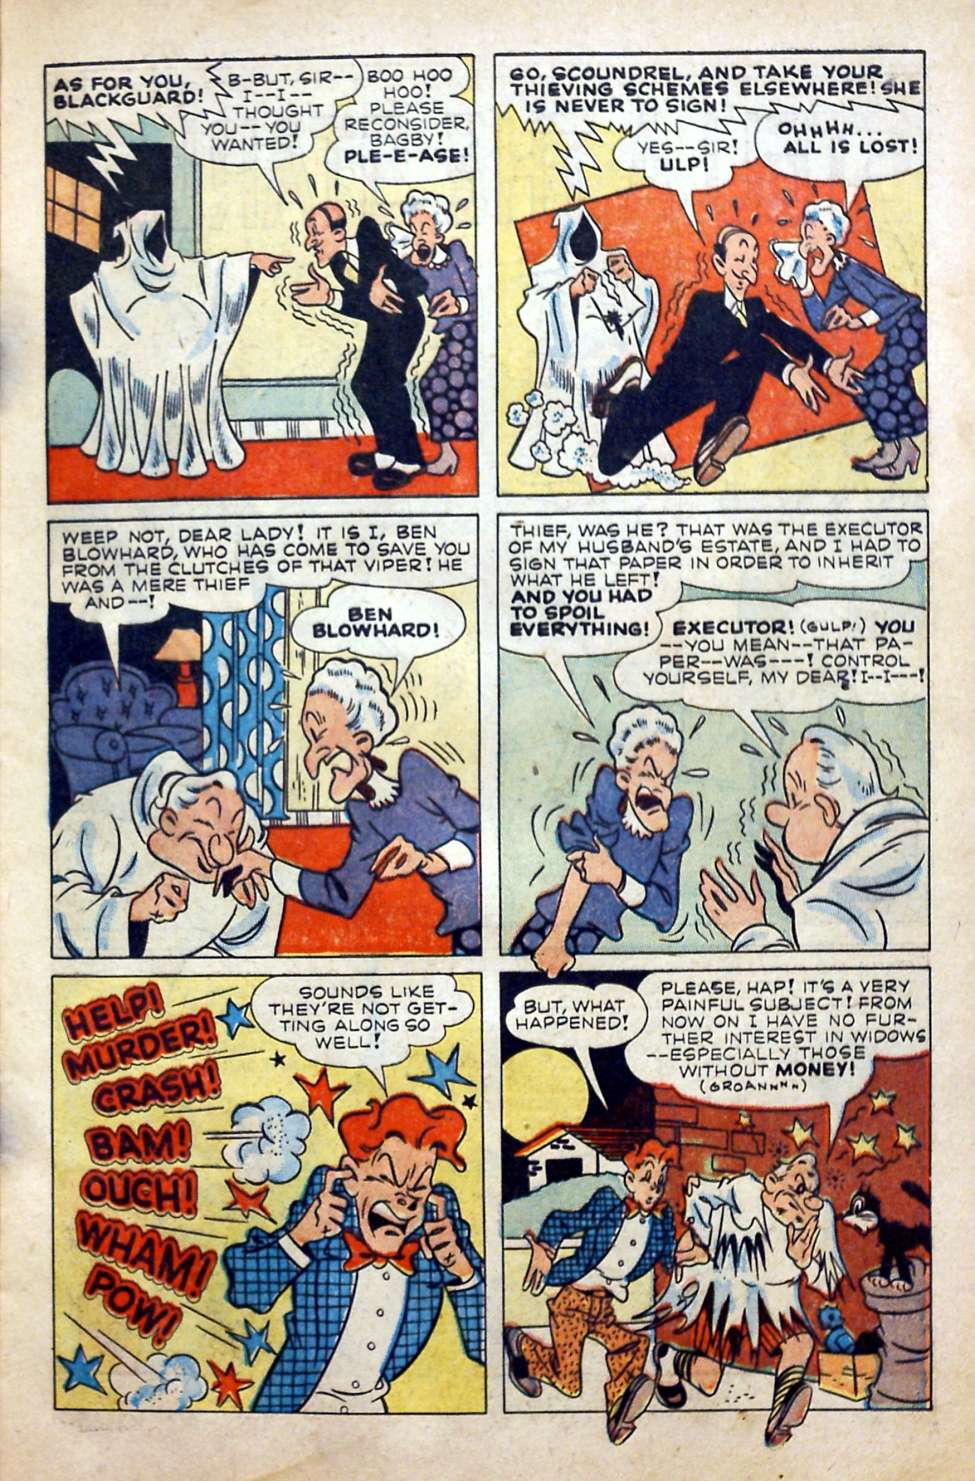 AS FOR YOU,
BLACKGUARD!
B-BUT, SIR--
I--I--
THOUGHT
YOU--YOU
WANTED!
BOO HOO
HOO!
PLEASE
RECONSIDER,
BAGBY!
PLE-E-ASE!
GO, SCOUNDREL, AND TAKE YOUR
THIEVING SCHEMES ELSEWHERE! SHE
IS NEVER TO SIGN!
YES--SIR!
ULP!
OHHHH...
ALL IS LOST!
WEEP NOT, DEAR LADY! IT IS I, BEN
BLOWHARD, WHO HAS COME TO SAVE YOU
FROM THE CLUTCHES OF THAT VIPER! HE
WAS A MERE THIEF
AND--!
BEN
BLOWHARD!
THIEF, WAS HE? THAT WAS THE EXECUTOR
OF MY HUSBAND'S ESTATE, AND I HAD TO
SIGN THAT PAPER IN ORDER TO INHERIT
WHAT HE LEFT!
AND YOU HAD
TO SPOIL
EVERYTHING!
EXECUTOR! (GULP!) YOU
--YOU MEAN--THAT PA-
PER--WAS----! CONTROL
YOURSELF, MY DEAR! I--I---!
HELP!
MURDER!
CRASH!
BAM!
OUCH!
WHAM!
POW!
SOUNDS LIKE
THEY'RE NOT GET-
TING ALONG SO
WELL!
BUT, WHAT
HAPPENED!
PLEASE, HAP! IT'S A VERY
PAINFUL SUBJECT! FROM
NOW ON I HAVE NO FUR-
THER INTEREST IN WIDOWS
--ESPECIALLY THOSE
WITHOUT MONEY!
(GROANNNN)